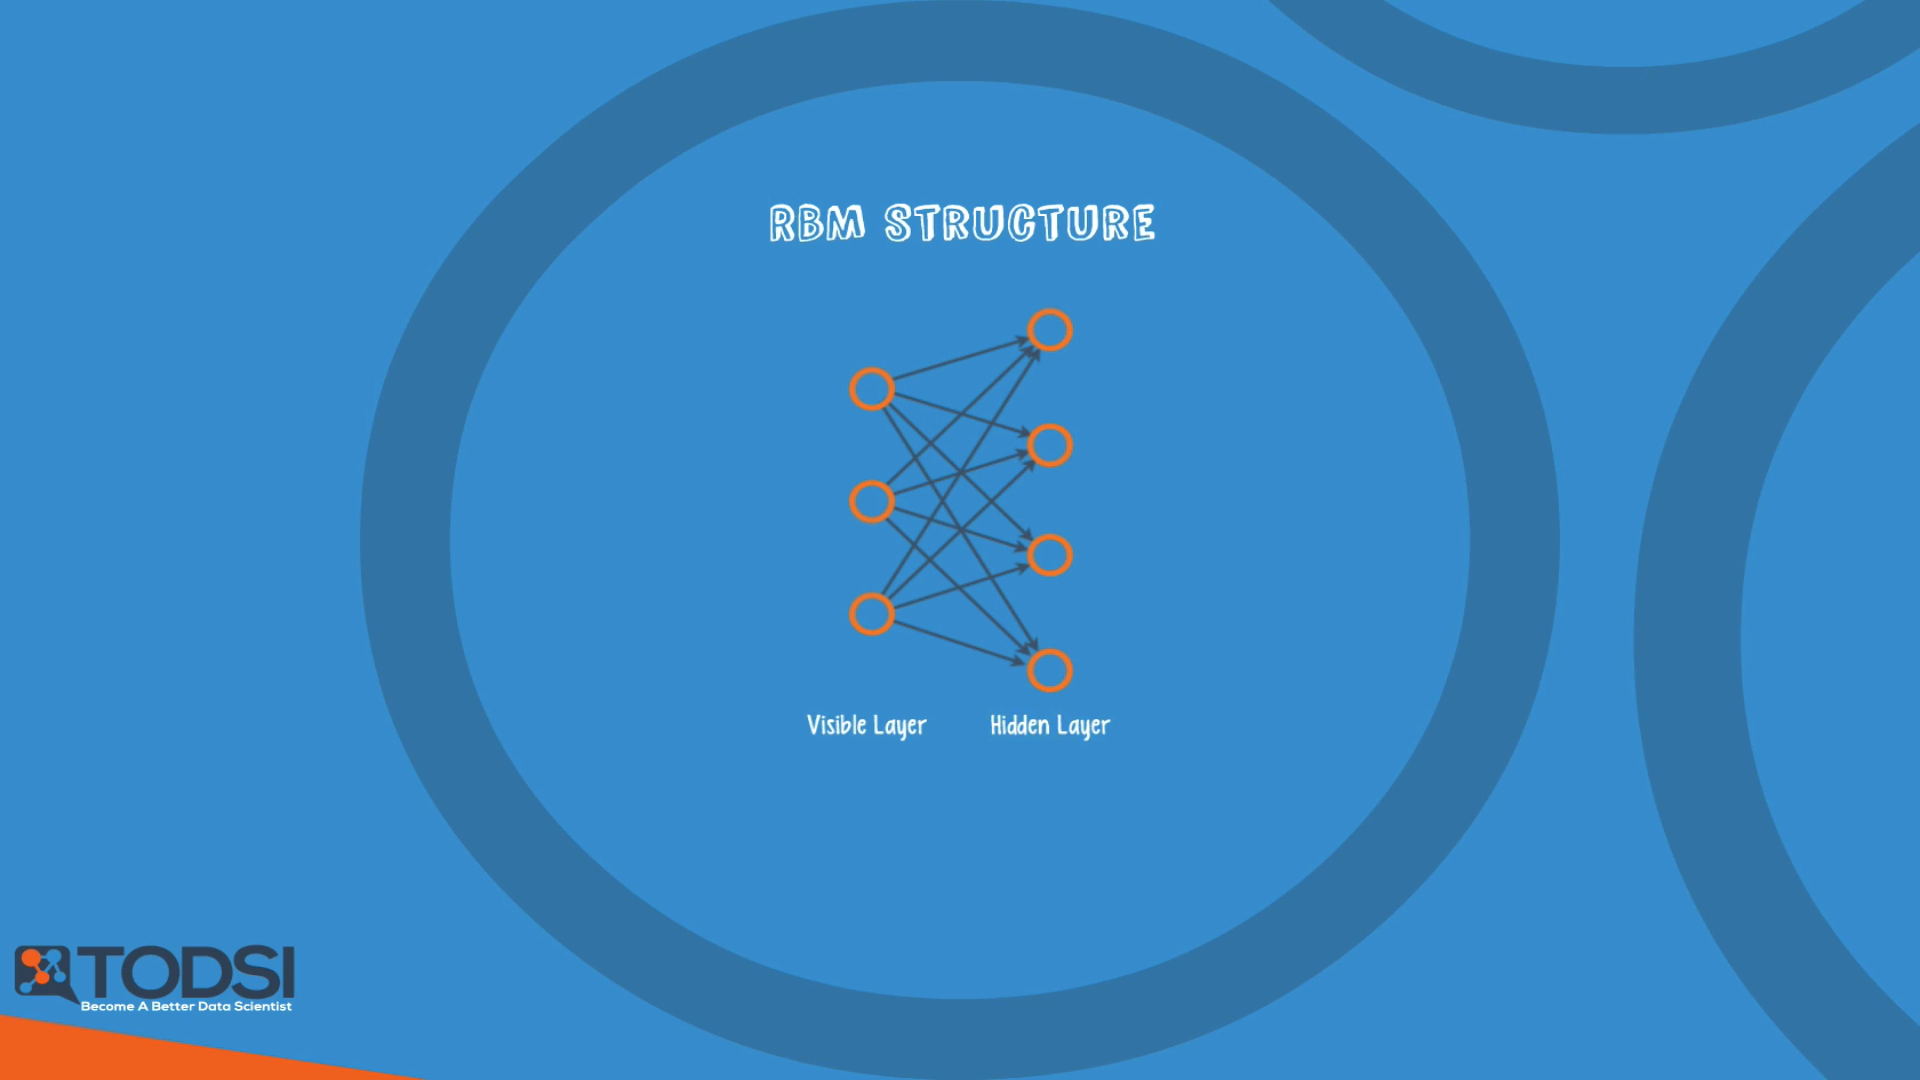 RBM STRUCTURE
Visible Layer Hidden Layer
TODSI
Become A Better Data Scientist